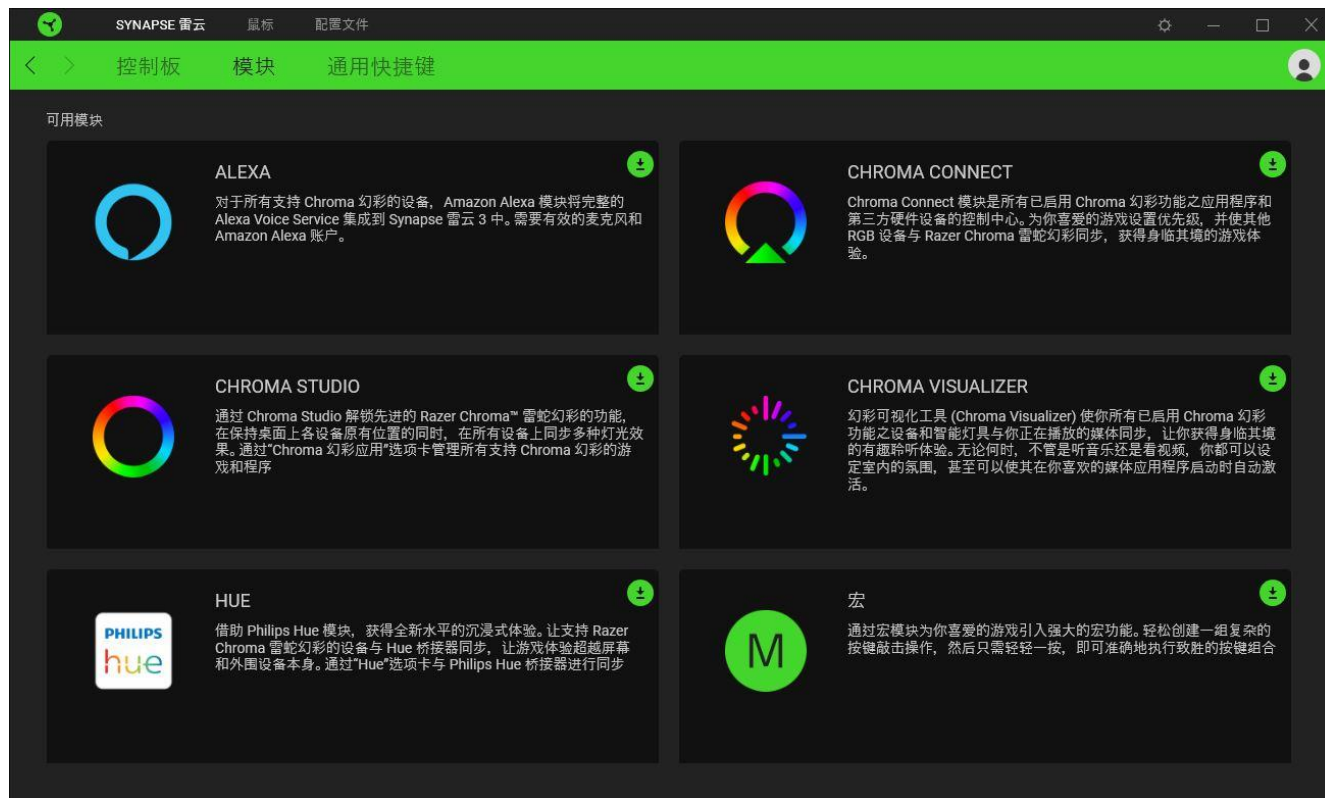 SYNAPSE 雷云 鼠标 配置文件
控制板 模块 通用快捷键
可用模块
ALEXA
对于所有支持 Chroma 幻彩的设备，Amazon Alexa 模块将完整的
Alexa Voice Service 集成到 Synapse 雷云 3 中。需要有效的麦克风和
Amazon Alexa 账户。
CHROMA CONNECT
Chroma Connect 模块是所有已启用 Chroma 幻彩功能之应用程序和
第三方硬件设备的控制中心。为你喜爱的游戏设置优先级，并使其他
RGB 设备与 Razer Chroma 雷蛇幻彩同步，获得身临其境的游戏体
验。
CHROMA STUDIO
通过 Chroma Studio 解锁先进的 Razer Chroma™ 雷蛇幻彩的功能，
在保持桌面上各设备原有位置的同时，在所有设备上同步多种灯光效
果。通过“Chroma 幻彩应用”选项卡管理所有支持 Chroma 幻彩的游
戏和程序
CHROMA VISUALIZER
幻彩可视化工具 (Chroma Visualizer) 使你所有已启用 Chroma 幻彩
功能之设备和智能灯具与你正在播放的媒体同步，让你获得身临其境
的有趣聆听体验。无论何时，不管是听音乐还是看视频，你都可以设
定室内的氛围，甚至可以使其在你喜欢的媒体应用程序启动时自动激
活。
PHILIPS
hue
HUE
借助 Philips Hue 模块，获得全新水平的沉浸式体验。让支持 Razer
Chroma 雷蛇幻彩的设备与 Hue 桥接器同步，让游戏体验超越屏幕
和外围设备本身。通过“Hue”选项卡与 Philips Hue 桥接器进行同步
M
宏
通过宏模块为你喜爱的游戏引入强大的宏功能。轻松创建一组复杂的
按键敲击操作，然后只需轻轻一按，即可准确地执行致胜的按键组合